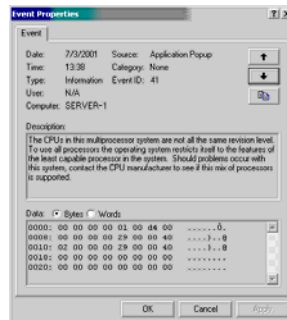 Event Properties
Event
Date: 7/3/2001 Source: Application Popup
Time: 13:38 Category: None
Type: Information Event ID: 41
User: N/A
Computer: SERVER-1
Description:
The CPUs in this multiprocessor system are not all the same revision level.
To use all processors the operating system restricts itself to the features of
the least capable processor in the system. Should problems occur with
this system, contact the CPU manufacturer to see if this mix of processors
is supported.
Data: Bytes Words
0000: 00 00 00 00 01 00 46 00 ......F.
0008: 00 00 00 00 29 00 00 40 ....)..@
0010: 02 00 00 00 29 00 00 40 ....)..@
0018: 00 00 00 00 00 00 00 00 ........
0020: 00 00 00 00 00 00 00 00 ........
OK Cancel Apply